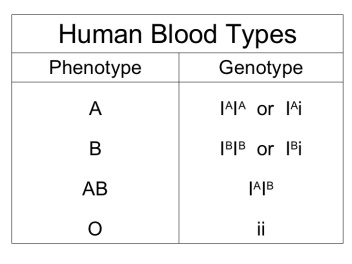 Human Blood Types
Phenotype Genotype
A IᴬIᴬ or Iᴬi
B IᴮIᴮ or Iᴮi
AB IᴬIᴮ
O ii